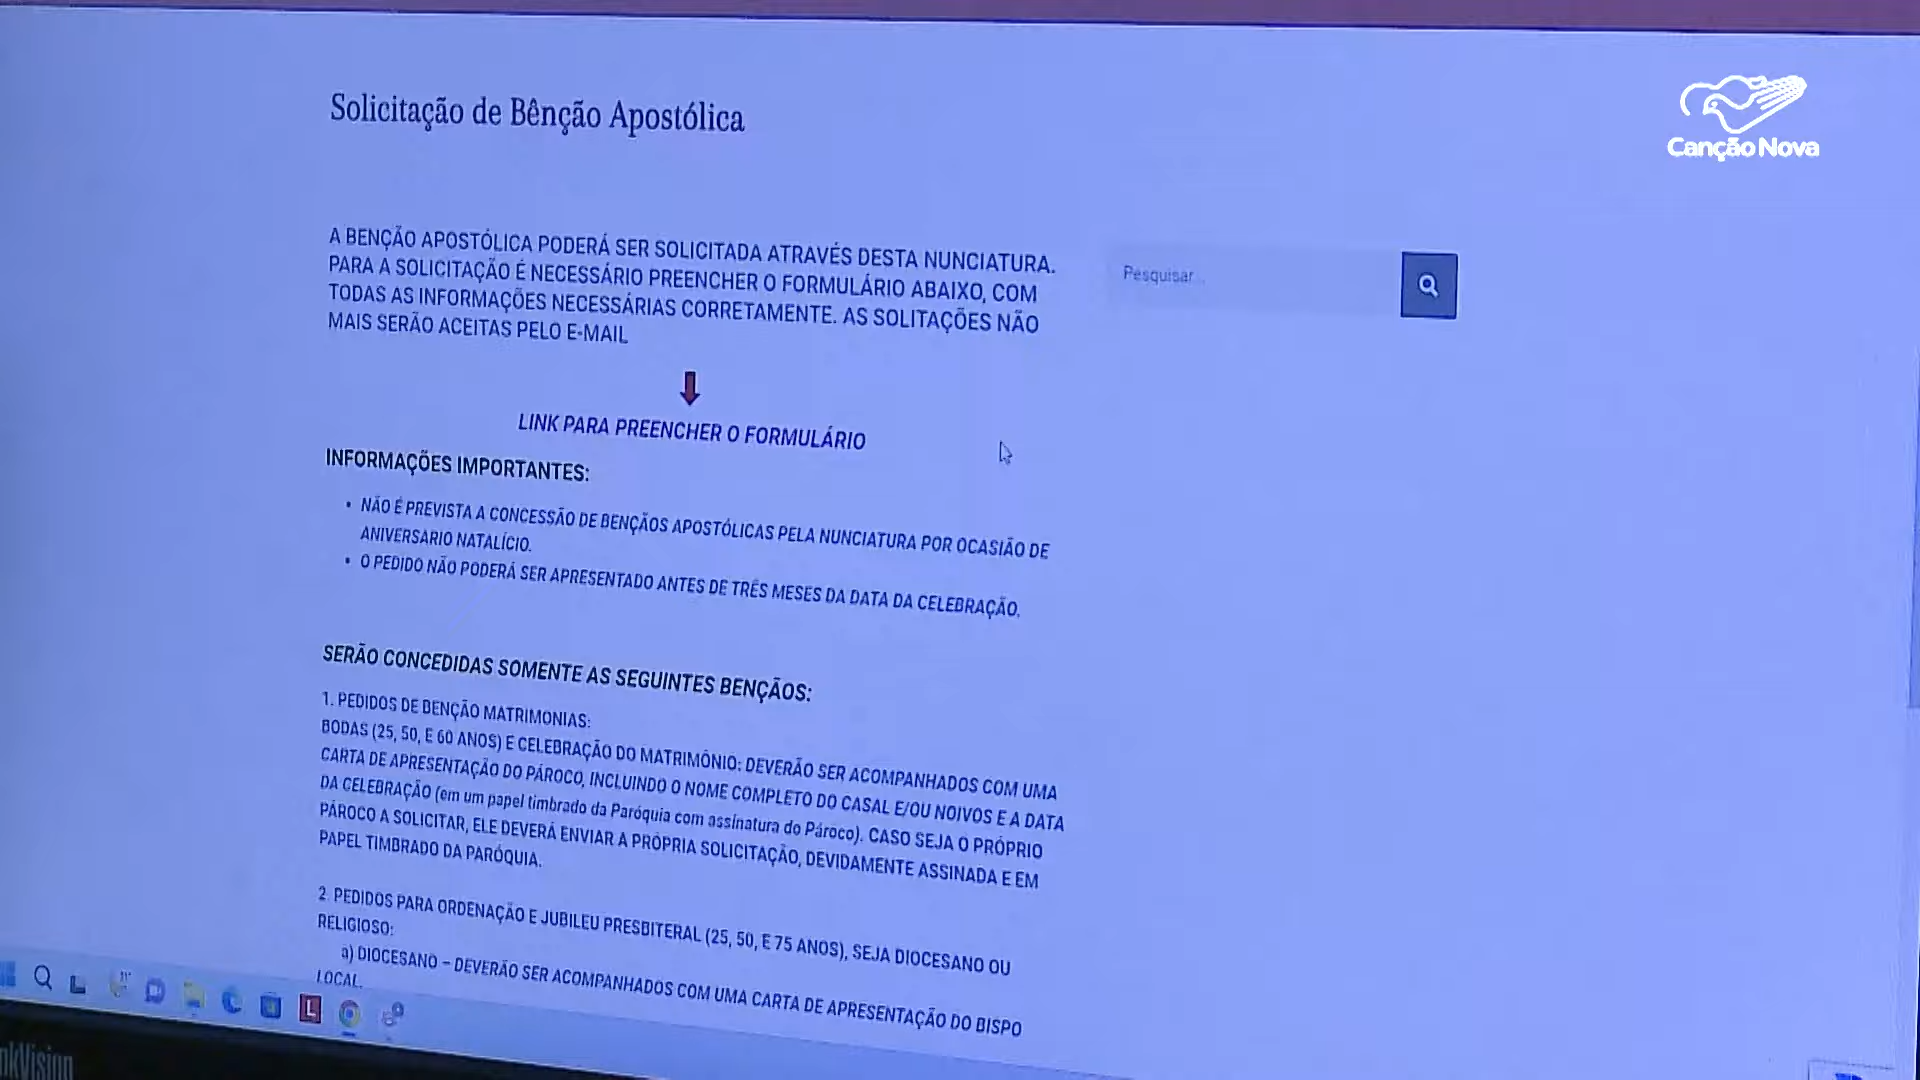 Solicitação de Bênção Apostólica
Canção Nova
A BENÇÃO APOSTÓLICA PODERÁ SER SOLICITADA ATRAVÉS DESTA NUNCIATURA.
PARA A SOLICITAÇÃO É NECESSÁRIO PREENCHER O FORMULÁRIO ABAIXO, COM
TODAS AS INFORMAÇÕES NECESSÁRIAS CORRETAMENTE. AS SOLITAÇÕES NÃO
MAIS SERÃO ACEITAS PELO E-MAIL
Pesquisar...
LINK PARA PREENCHER O FORMULÁRIO
INFORMAÇÕES IMPORTANTES:
• NÃO É PREVISTA A CONCESSÃO DE BENÇÃOS APOSTÓLICAS PELA NUNCIATURA POR OCASIÃO DE
ANIVERSARIO NATALÍCIO.
• O PEDIDO NÃO PODERÁ SER APRESENTADO ANTES DE TRÊS MESES DA DATA DA CELEBRAÇÃO.
SERÃO CONCEDIDAS SOMENTE AS SEGUINTES BENÇÃOS:
1. PEDIDOS DE BENÇÃO MATRIMONIAS:
BODAS (25, 50, E 60 ANOS) E CELEBRAÇÃO DO MATRIMÔNIO: DEVERÃO SER ACOMPANHADOS COM UMA
CARTA DE APRESENTAÇÃO DO PÁROCO, INCLUINDO O NOME COMPLETO DO CASAL E/OU NOIVOS E A DATA
DA CELEBRAÇÃO (em um papel timbrado da Paróquia com assinatura do Pároco). CASO SEJA O PRÓPRIO
PÁROCO A SOLICITAR, ELE DEVERÁ ENVIAR A PRÓPRIA SOLICITAÇÃO, DEVIDAMENTE ASSINADA E EM
PAPEL TIMBRADO DA PARÓQUIA.
2. PEDIDOS PARA ORDENAÇÃO E JUBILEU PRESBITERAL (25, 50, E 75 ANOS), SEJA DIOCESANO OU
RELIGIOSO:
a) DIOCESANO – DEVERÃO SER ACOMPANHADOS COM UMA CARTA DE APRESENTAÇÃO DO BISPO
LOCAL.
L
nkVision